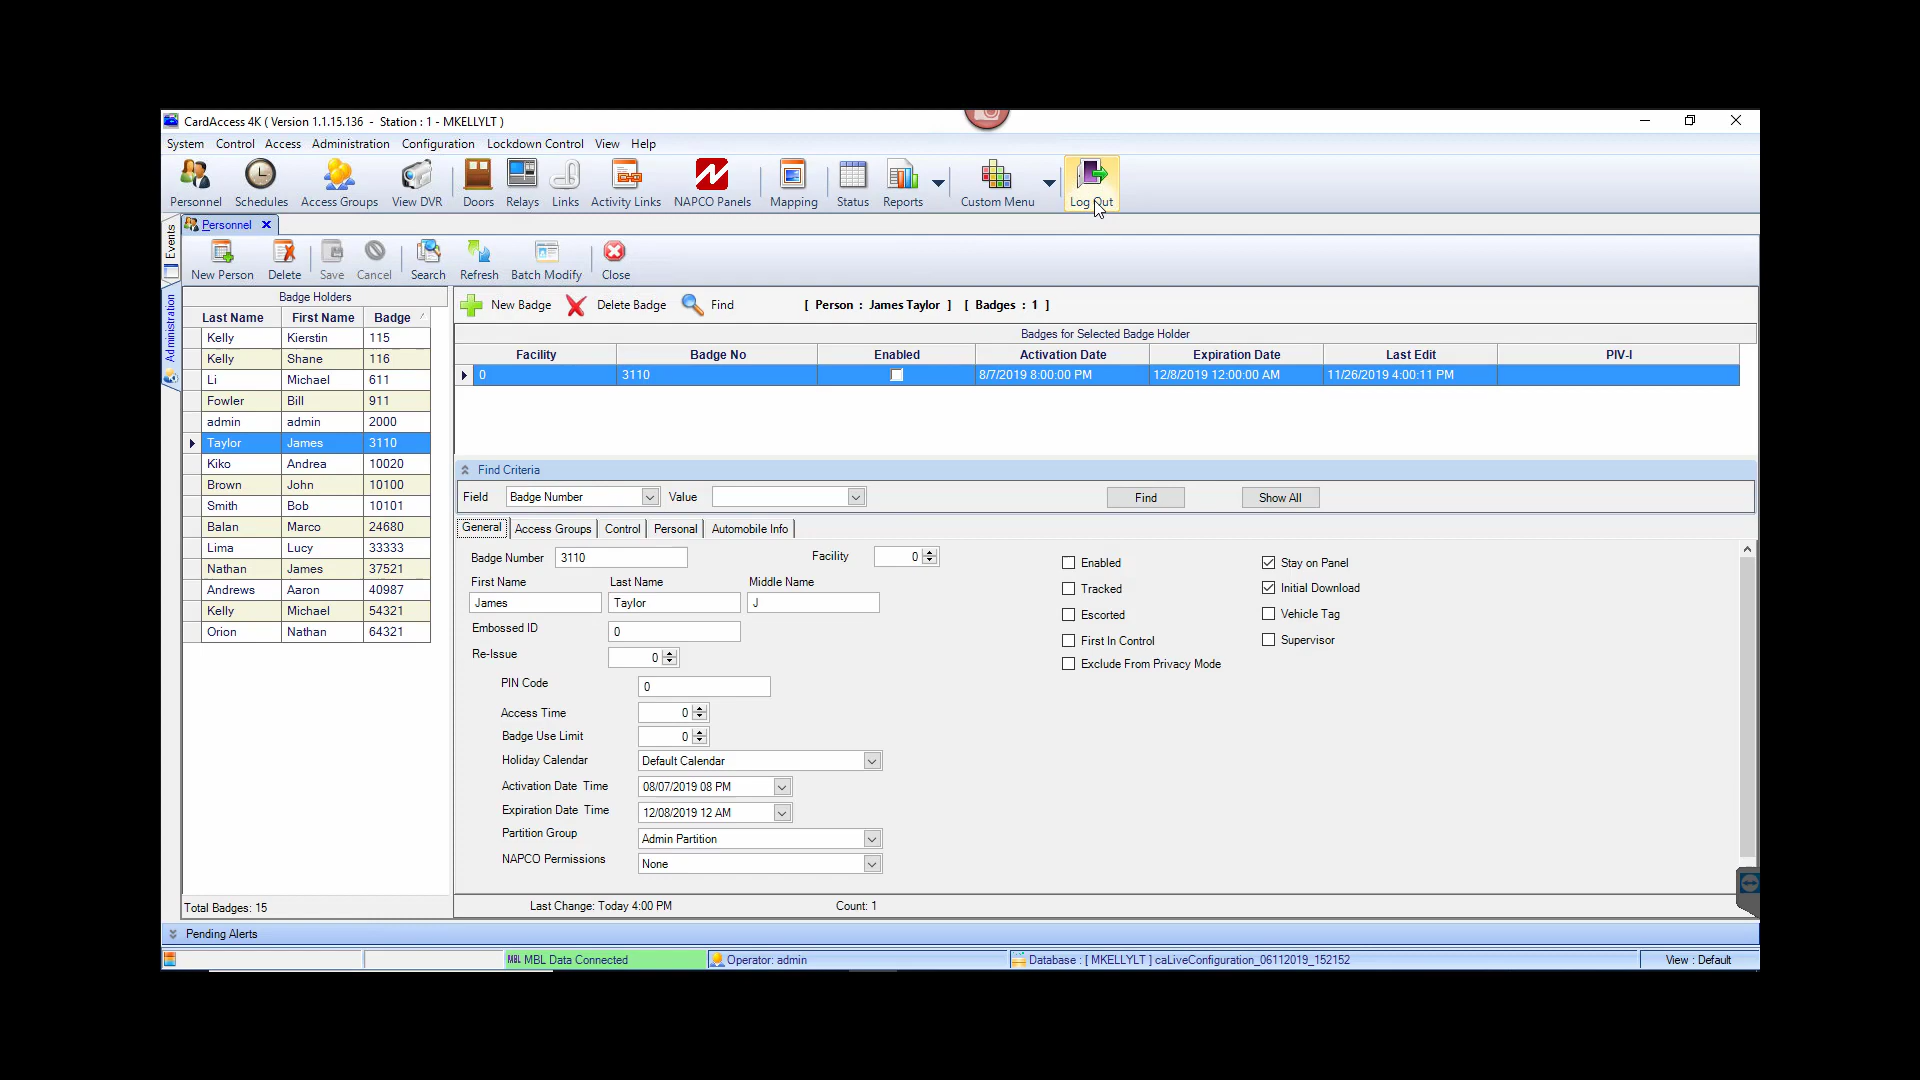 CardAccess 4K ( Version 1.1.15.136 - Station : 1 - MKELLYLT )
System Control Access Administration Configuration Lockdown Control View Help
Personnel Schedules Access Groups View DVR Doors Relays Links Activity Links NAPCO Panels Mapping Status Reports Custom Menu Log Out
Events
Administration
Personnel
New Person Delete Save Cancel Search Refresh Batch Modify Close
Badge Holders
Last Name First Name Badge
Kelly Kierstin 115
Kelly Shane 116
Li Michael 611
Fowler Bill 911
admin admin 2000
Taylor James 3110
Kiko Andrea 10020
Brown John 10100
Smith Bob 10101
Balan Marco 24680
Lima Lucy 33333
Nathan James 37521
Andrews Aaron 40987
Kelly Michael 54321
Orion Nathan 64321
Total Badges: 15
New Badge Delete Badge Find [ Person : James Taylor ] [ Badges : 1 ]
Badges for Selected Badge Holder
Facility Badge No Enabled Activation Date Expiration Date Last Edit PIV-I
0 3110 8/7/2019 8:00:00 PM 12/8/2019 12:00:00 AM 11/26/2019 4:00:11 PM
Find Criteria
Field Badge Number Value Find Show All
General Access Groups Control Personal Automobile Info
Badge Number 3110 Facility 0
First Name Last Name Middle Name
James Taylor J
Embossed ID 0
Re-Issue 0
PIN Code 0
Access Time 0
Badge Use Limit 0
Holiday Calendar Default Calendar
Activation Date Time 08/07/2019 08 PM
Expiration Date Time 12/08/2019 12 AM
Partition Group Admin Partition
NAPCO Permissions None
Enabled Stay on Panel
Tracked Initial Download
Escorted Vehicle Tag
First In Control Supervisor
Exclude From Privacy Mode
Last Change: Today 4:00 PM Count: 1
Pending Alerts
MBL MBL Data Connected Operator: admin Database : [ MKELLYLT ] caLiveConfiguration_06112019_152152 View : Default